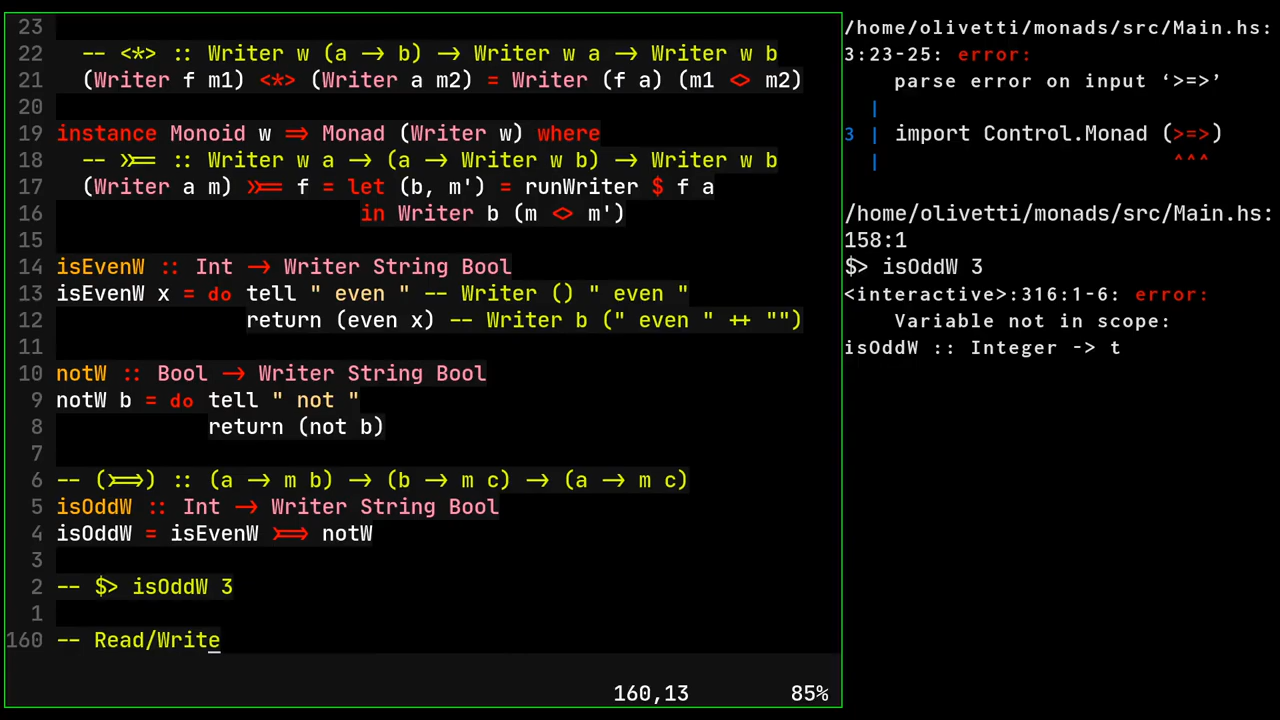 23
22 -- <*> :: Writer w (a -> b) -> Writer w a -> Writer w b
21 (Writer f m1) <*> (Writer a m2) = Writer (f a) (m1 <> m2)
20
19 instance Monoid w => Monad (Writer w) where
18 -- >>= :: Writer w a -> (a -> Writer w b) -> Writer w b
17 (Writer a m) >>= f = let (b, m') = runWriter $ f a
16 in Writer b (m <> m')
15
14 isEvenW :: Int -> Writer String Bool
13 isEvenW x = do tell " even " -- Writer () " even "
12 return (even x) -- Writer b (" even " ++ "")
11
10 notW :: Bool -> Writer String Bool
9 notW b = do tell " not "
8 return (not b)
7
6 -- (>=>) :: (a -> m b) -> (b -> m c) -> (a -> m c)
5 isOddW :: Int -> Writer String Bool
4 isOddW = isEvenW >=> notW
3
2 -- $> isOddW 3
1
160 -- Read/Write
160,13 85%
/home/olivetti/monads/src/Main.hs:
3:23-25: error:
parse error on input ‘>=>’
|
3 | import Control.Monad (>=>)
| ^^^
/home/olivetti/monads/src/Main.hs:
158:1
$> isOddW 3
<interactive>:316:1-6: error:
Variable not in scope:
isOddW :: Integer -> t